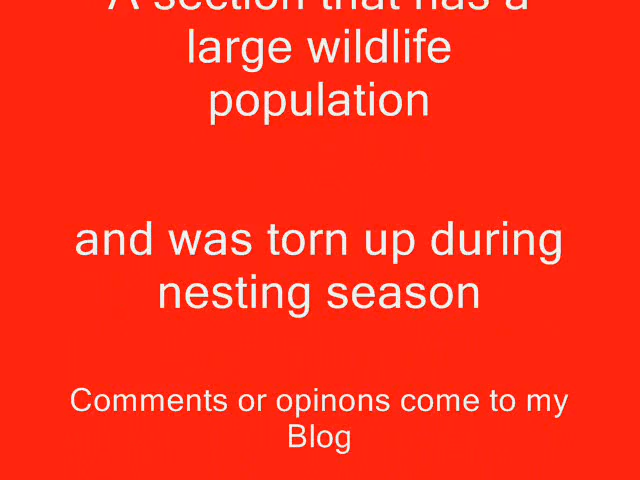 A section that has a
large wildlife
population
and was torn up during
nesting season
Comments or opinons come to my
Blog